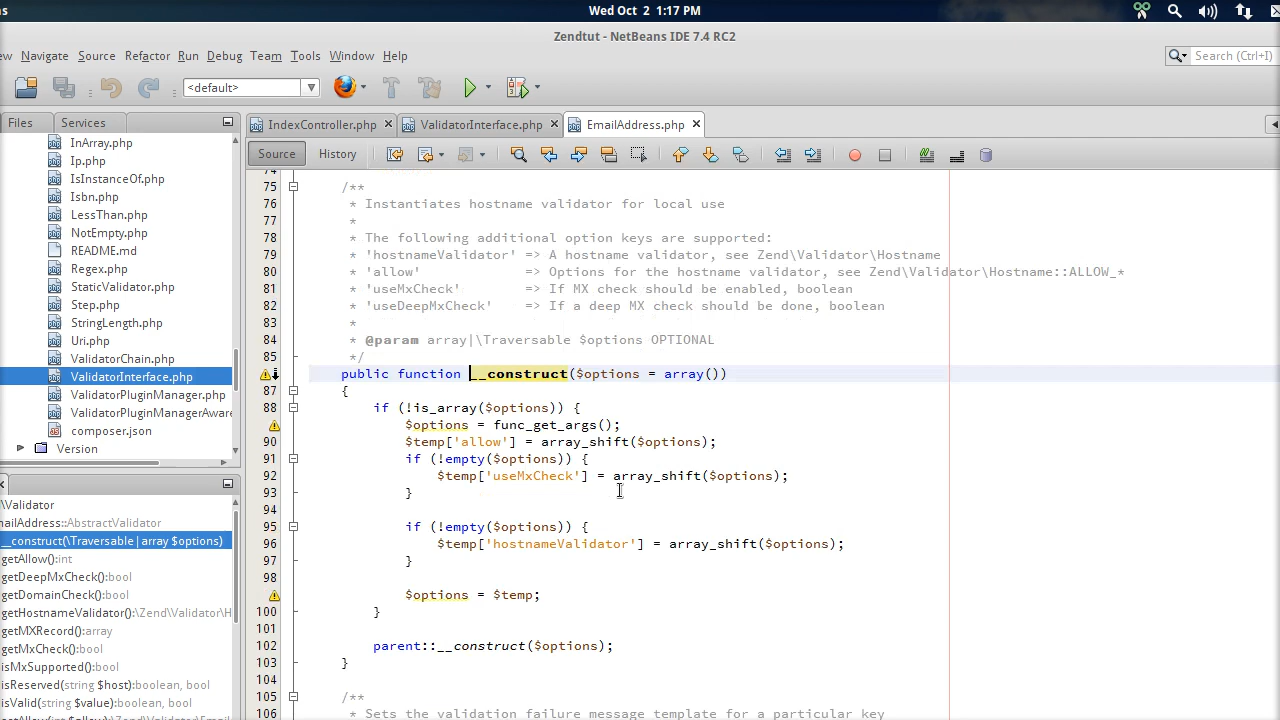 Wed Oct 2 1:17 PM
Zendtut - NetBeans IDE 7.4 RC2
Navigate Source Refactor Run Debug Team Tools Window Help
Search (Ctrl+I)
<default>
Files Services
IndexController.php ValidatorInterface.php EmailAddress.php
Source History
InArray.php
Ip.php
IsInstanceOf.php
Isbn.php
LessThan.php
NotEmpty.php
README.md
Regex.php
StaticValidator.php
Step.php
StringLength.php
Uri.php
ValidatorChain.php
ValidatorInterface.php
ValidatorPluginManager.php
ValidatorPluginManagerAware
composer.json
Version
\Validator
mailAddress::AbstractValidator
__construct(\Traversable|array $options)
getAllow():int
getDeepMxCheck():bool
getDomainCheck():bool
getHostnameValidator():\Zend\Validator\H
getMXRecord():array
getMxCheck():bool
isMxSupported():bool
isReserved(string $host):boolean, bool
isValid(string $value):boolean, bool
75 /**
76 * Instantiates hostname validator for local use
77 *
78 * The following additional option keys are supported:
79 * 'hostnameValidator' => A hostname validator, see Zend\Validator\Hostname
80 * 'allow' => Options for the hostname validator, see Zend\Validator\Hostname::ALLOW_*
81 * 'useMxCheck' => If MX check should be enabled, boolean
82 * 'useDeepMxCheck' => If a deep MX check should be done, boolean
83 *
84 * @param array|\Traversable $options OPTIONAL
85 */
public function __construct($options = array())
87 {
88 if (!is_array($options)) {
$options = func_get_args();
90 $temp['allow'] = array_shift($options);
91 if (!empty($options)) {
92 $temp['useMxCheck'] = array_shift($options);
93 }
94
95 if (!empty($options)) {
96 $temp['hostnameValidator'] = array_shift($options);
97 }
98
$options = $temp;
100 }
101
102 parent::__construct($options);
103 }
104
105 /**
106 * Sets the validation failure message template for a particular key